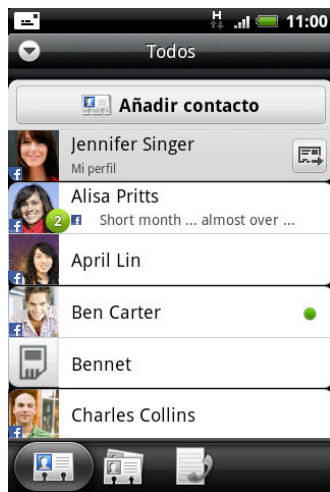 H
11:00
Todos
Añadir contacto
Jennifer Singer
Mi perfil
Alisa Pritts
2
f Short month ... almost over ...
April Lin
Ben Carter
Bennet
Charles Collins